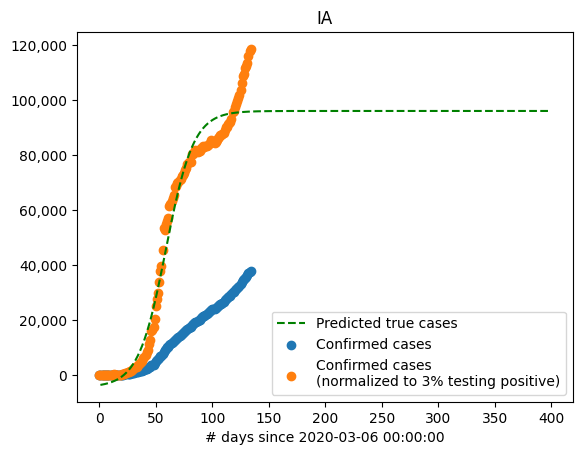 IA
120,000
100,000
80,000
60,000
40,000
20,000
0
0 50 100 150 200 250 300 350 400
# days since 2020-03-06 00:00:00
Predicted true cases
Confirmed cases
Confirmed cases
(normalized to 3% testing positive)